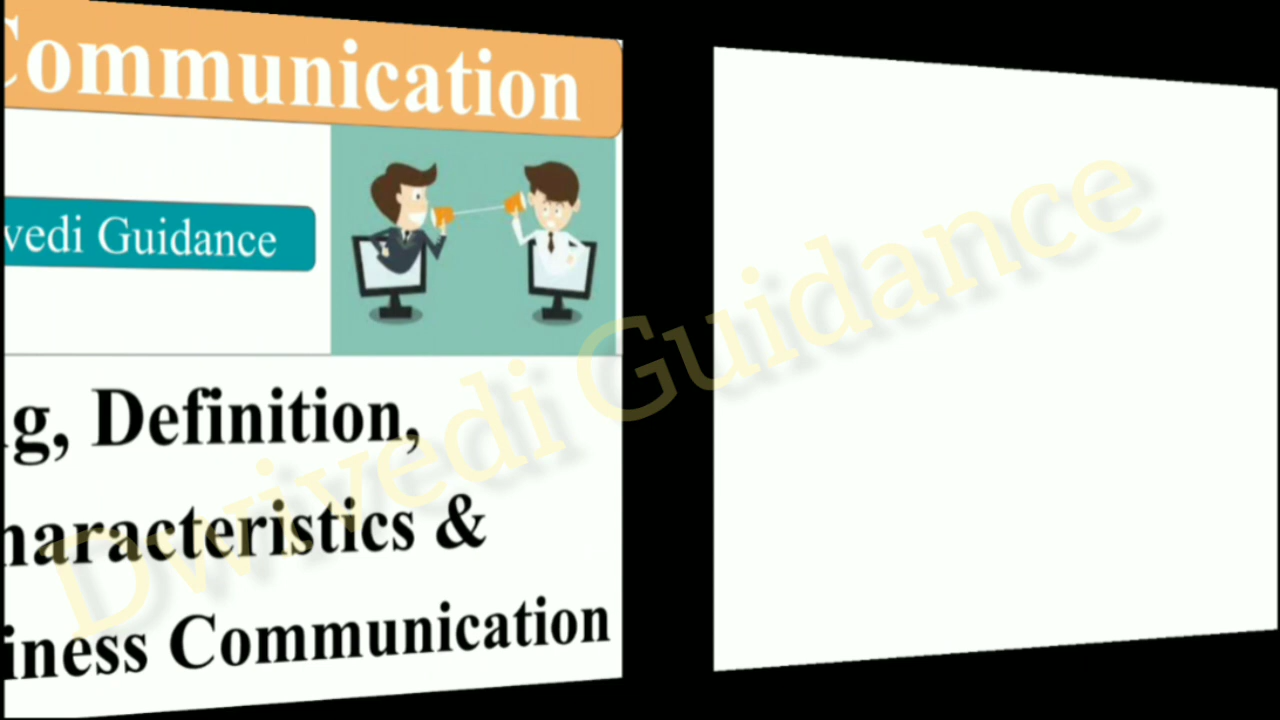 Communication
vedi Guidance
g, Definition,
haracteristics &
iness Communication
Dwivedi Guidance